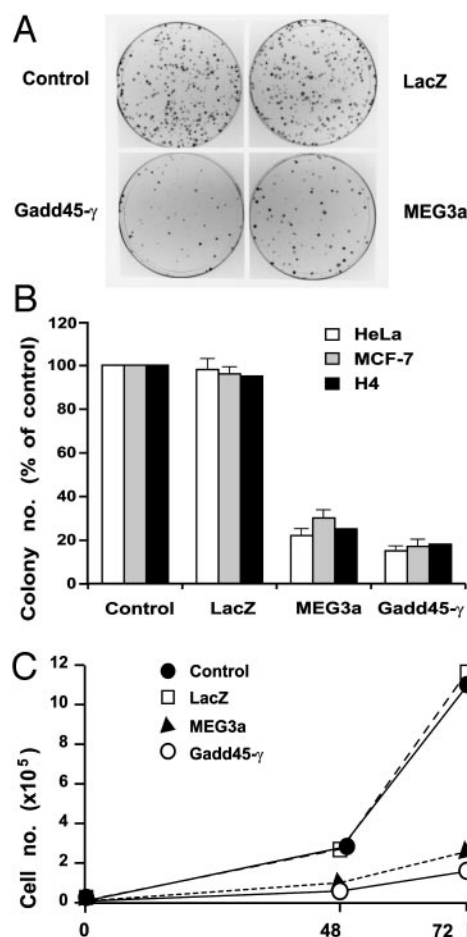 A
Control
LacZ
Gadd45-γ
MEG3a
B
Colony no. (% of control)
120
100
80
60
40
20
0
HeLa
MCF-7
H4
Control LacZ MEG3a Gadd45-γ
C
Cell no. (x10⁵)
12
10
8
6
4
2
0
Control
LacZ
MEG3a
Gadd45-γ
0 48 72